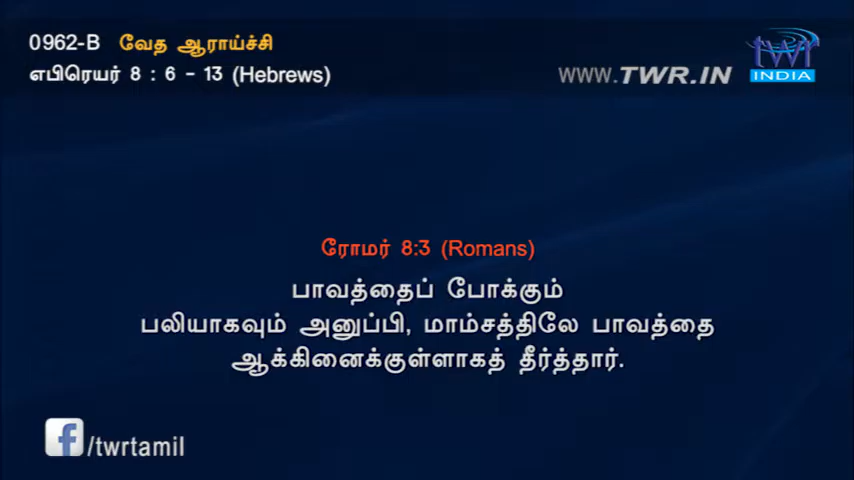 0962-B வேத ஆராய்ச்சி
எபிரெயர் 8 : 6 - 13 (Hebrews)
WWW.TWR.IN
twr
INDIA
ரோமர் 8:3 (Romans)
பாவத்தைப் போக்கும்
பலியாகவும் அனுப்பி, மாம்சத்திலே பாவத்தை
ஆக்கினைக்குள்ளாகத் தீர்த்தார்.
f/twrtamil